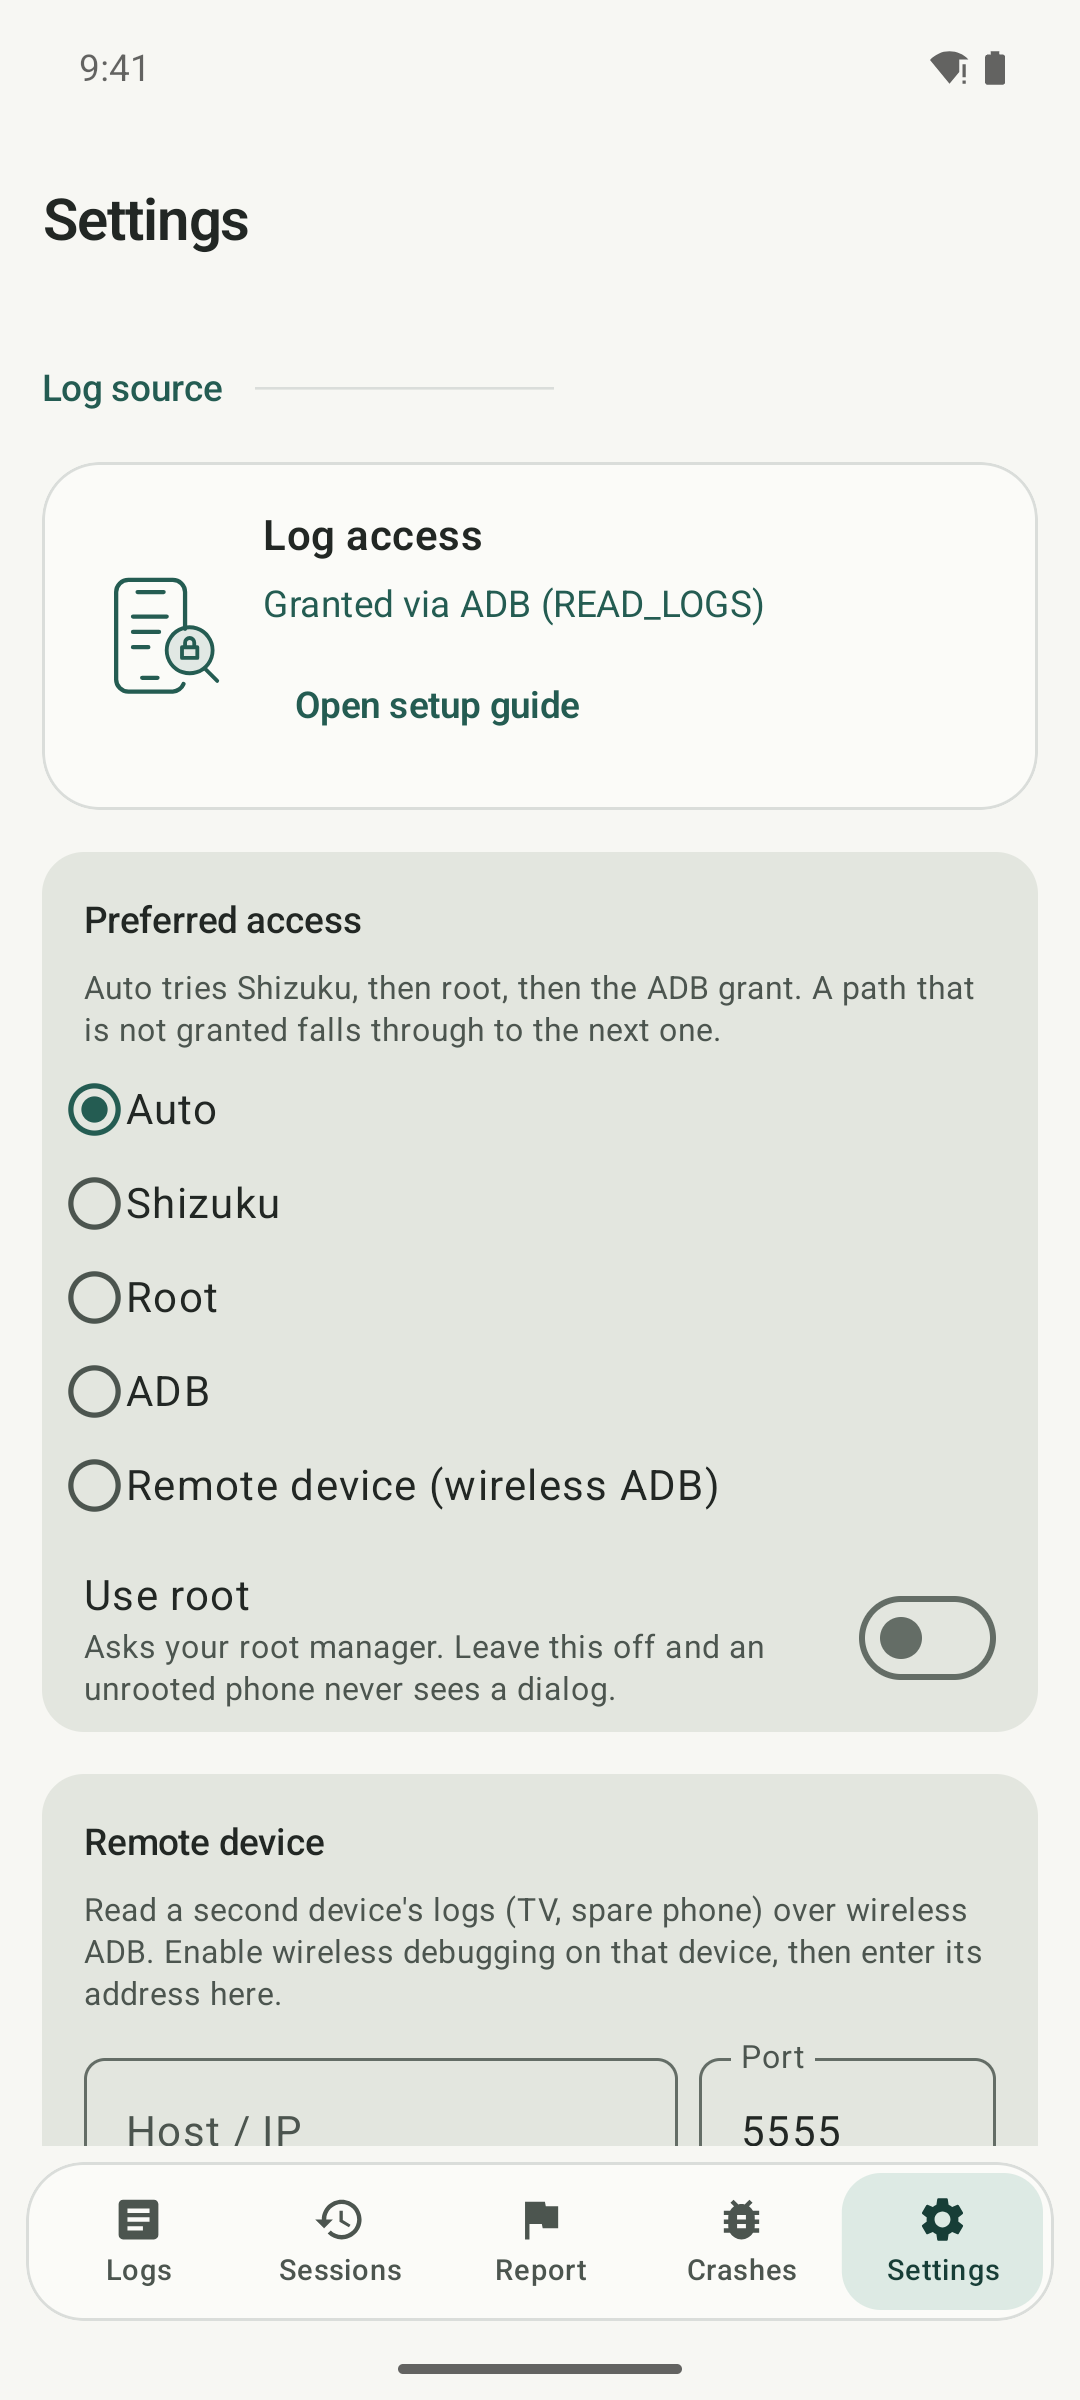 9:41
Settings
Log source
Log access
Granted via ADB (READ_LOGS)
Open setup guide
Preferred access
Auto tries Shizuku, then root, then the ADB grant. A path that
is not granted falls through to the next one.
Auto
Shizuku
Root
ADB
Remote device (wireless ADB)
Use root
Asks your root manager. Leave this off and an
unrooted phone never sees a dialog.
Remote device
Read a second device's logs (TV, spare phone) over wireless
ADB. Enable wireless debugging on that device, then enter its
address here.
Port
Host / IP
5555
Logs
Sessions
Report
Crashes
Settings